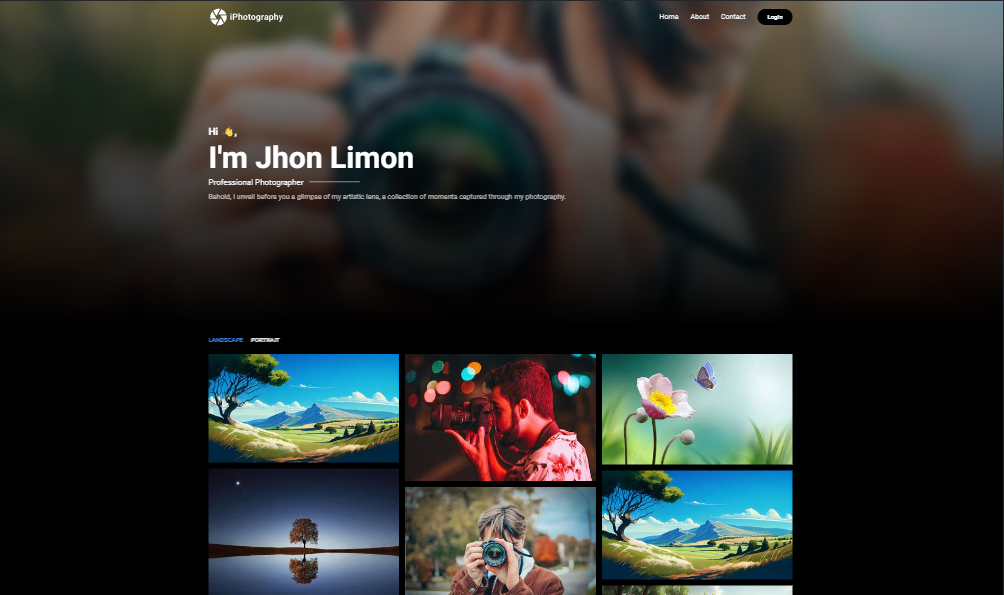 iPhotography
Home About Contact Login
Hi 👋,
I'm Jhon Limon
Professional Photographer
Behold, I unveil before you a glimpse of my artistic lens, a collection of moments captured through my photography.
LANDSCAPE PORTRAIT